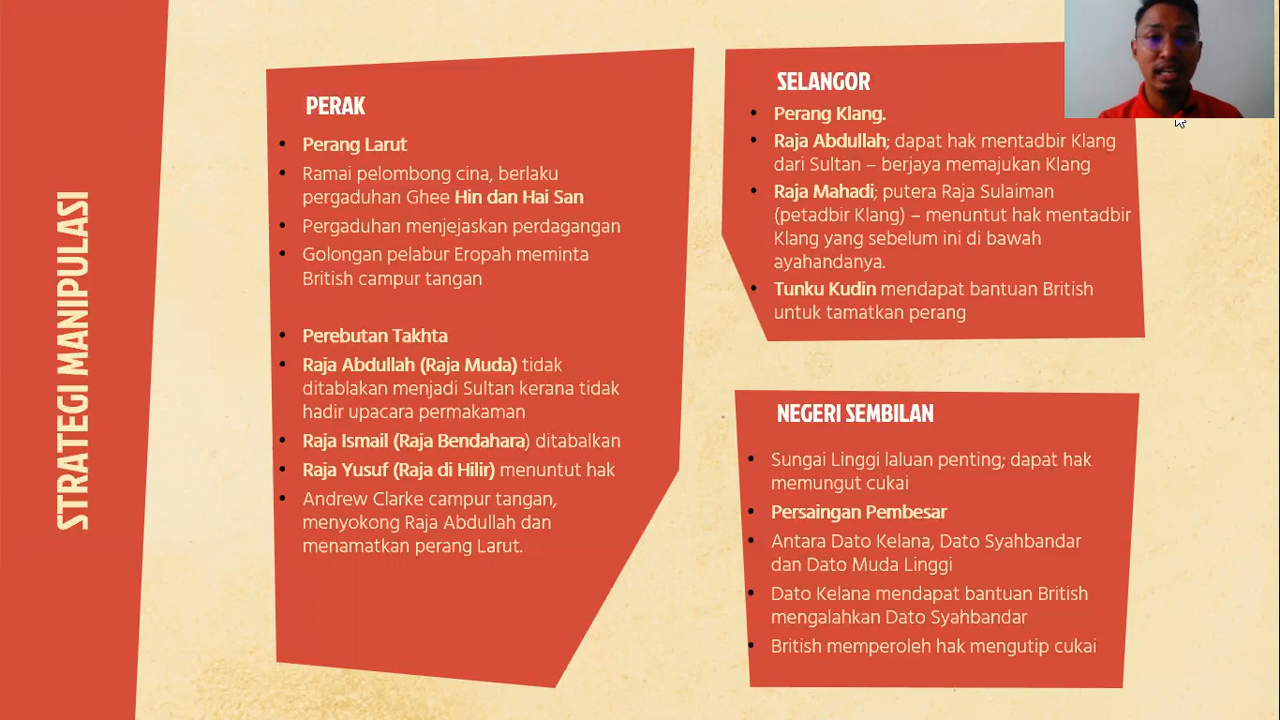 STRATEGI MANIPULASI
PERAK
Perang Larut
Ramai pelombong cina, berlaku
pergaduhan Ghee Hin dan Hai San
Pergaduhan menjejaskan perdagangan
Golongan pelabur Eropah meminta
British campur tangan
Perebutan Takhta
Raja Abdullah (Raja Muda) tidak
ditablakan menjadi Sultan kerana tidak
hadir upacara permakaman
Raja Ismail (Raja Bendahara) ditabalkan
Raja Yusuf (Raja di Hilir) menuntut hak
Andrew Clarke campur tangan,
menyokong Raja Abdullah dan
menamatkan perang Larut.
SELANGOR
Perang Klang.
Raja Abdullah; dapat hak mentadbir Klang
dari Sultan – berjaya memajukan Klang
Raja Mahadi; putera Raja Sulaiman
(petadbir Klang) – menuntut hak mentadbir
Klang yang sebelum ini di bawah
ayahandanya.
Tunku Kudin mendapat bantuan British
untuk tamatkan perang
NEGERI SEMBILAN
Sungai Linggi laluan penting; dapat hak
memungut cukai
Persaingan Pembesar
Antara Dato Kelana, Dato Syahbandar
dan Dato Muda Linggi
Dato Kelana mendapat bantuan British
mengalahkan Dato Syahbandar
British memperoleh hak mengutip cukai